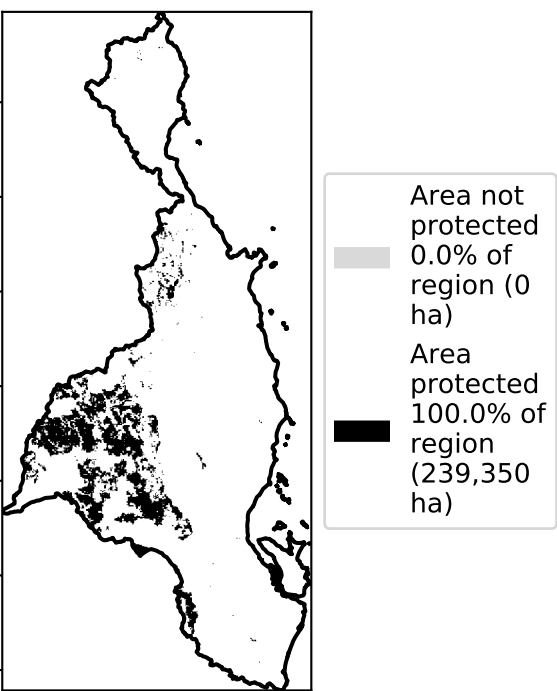 Area not
protected
0.0% of
region (0
ha)
Area
protected
100.0% of
region
(239,350
ha)